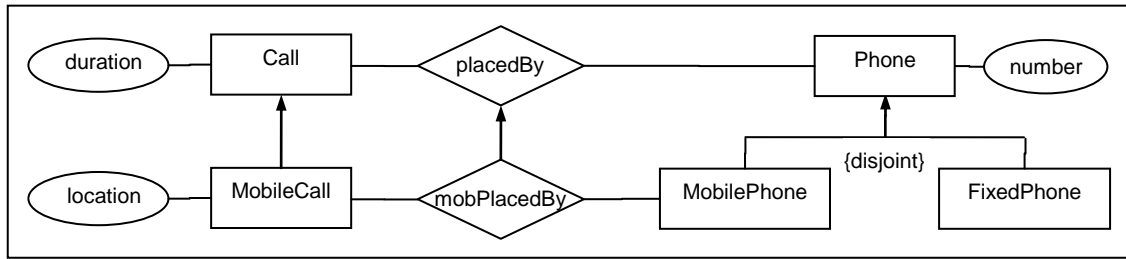 duration
Call
placedBy
Phone
number
{disjoint}
location
MobileCall
mobPlacedBy
MobilePhone
FixedPhone